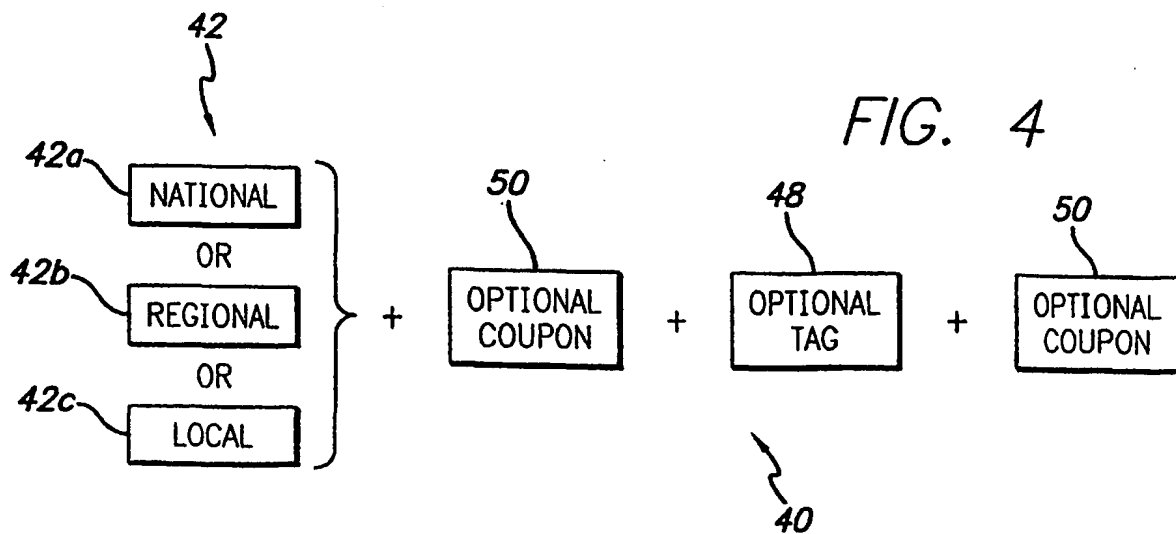 42
FIG. 4
42a
NATIONAL
OR
42b
REGIONAL
OR
42c
LOCAL
+
50
OPTIONAL
COUPON
+
48
OPTIONAL
TAG
+
50
OPTIONAL
COUPON
40